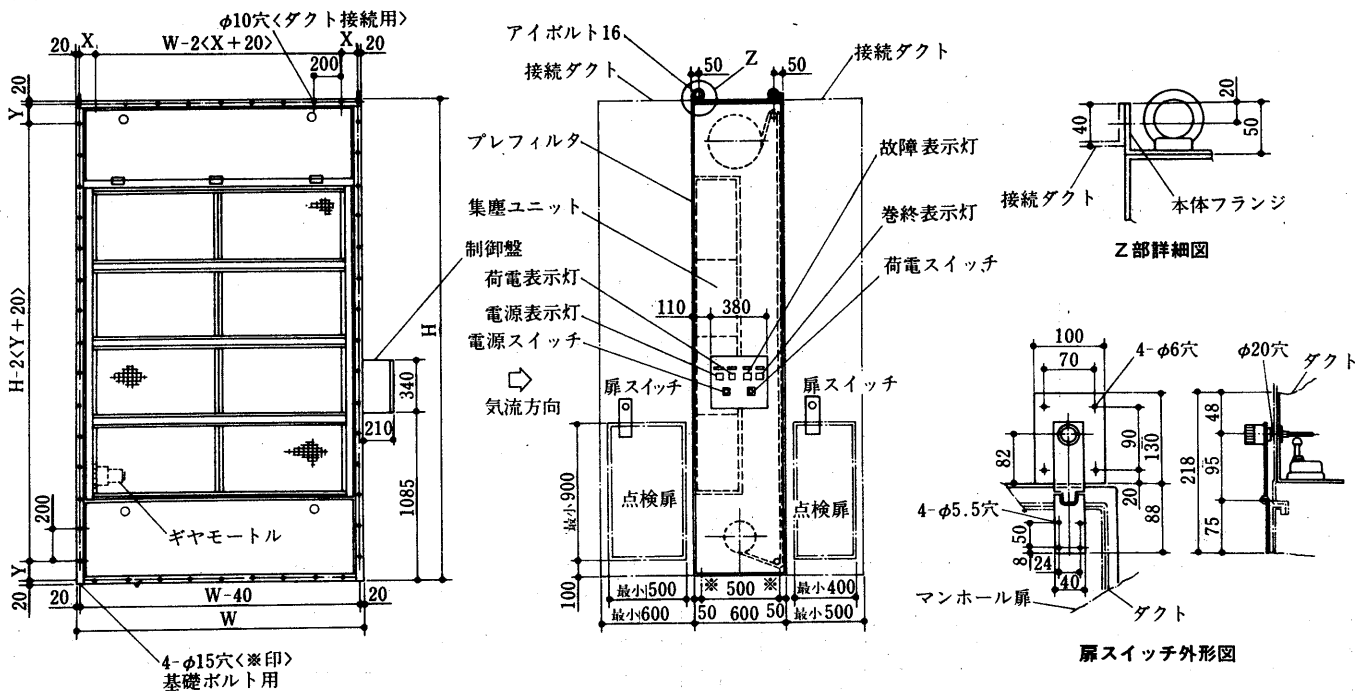 φ10穴<ダクト接続用>
20 X W-2<X+20> X 20
200
20
Y
H-2<Y+20>
H
制御盤
340
210
1085
200
ギヤモートル
Y
20
20 W-40 20
W
4-φ15穴<※印>
基礎ボルト用
アイボルト16
接続ダクト
50
Z
50
接続ダクト
プレフィルタ
集塵ユニット
荷電表示灯
電源表示灯
電源スイッチ
故障表示灯
巻終表示灯
荷電スイッチ
110 380
気流方向
扉スイッチ
扉スイッチ
最小900
点検扉
点検扉
100
最小500 ※ 500 ※ 最小400
最小600 50 600 50 最小500
40
20
50
接続ダクト
本体フランジ
Z部詳細図
100
70
4-φ6穴
φ20穴
ダクト
82
90
130
20
88
218
48
95
75
4-φ5.5穴
50
8
24
40
マンホール扉
ダクト
扉スイッチ外形図